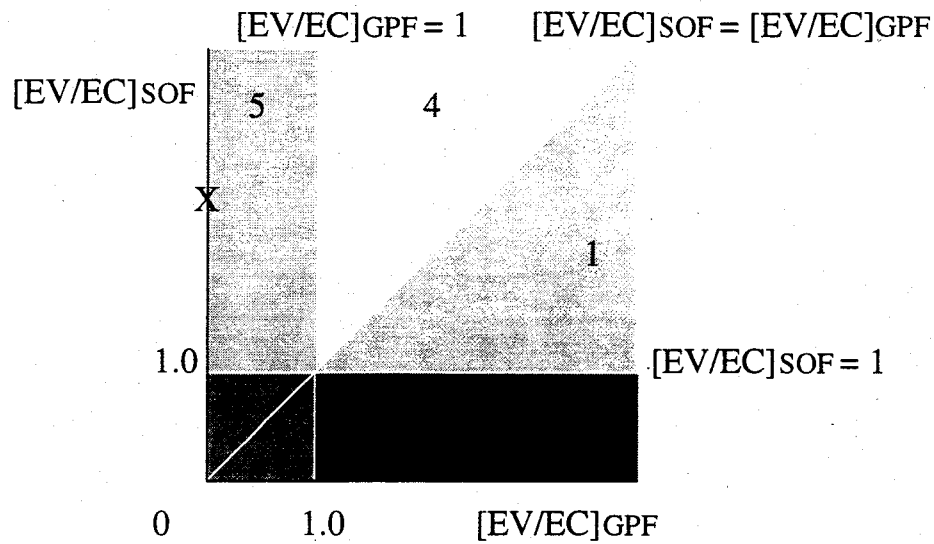 [EV/EC]GPF = 1 [EV/EC]SOF = [EV/EC]GPF
[EV/EC]SOF
5 4
X
1
1.0 [EV/EC]SOF = 1
0 1.0 [EV/EC]GPF